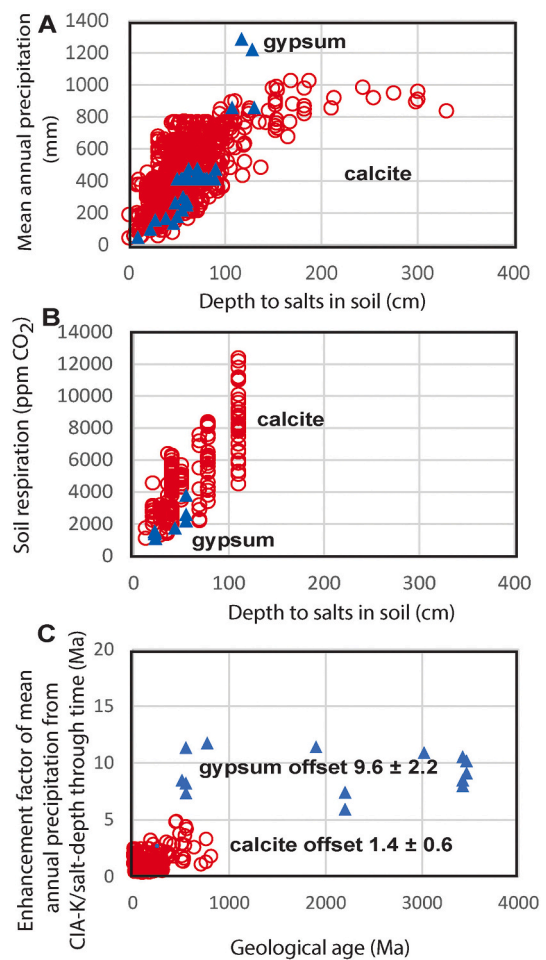 A
Mean annual precipitation
(mm)
1400
1200
1000
800
600
400
200
0
gypsum
calcite
0 100 200 300 400
Depth to salts in soil (cm)
B
Soil respiration (ppm CO2)
14000
12000
10000
8000
6000
4000
2000
0
calcite
gypsum
0 100 200 300 400
Depth to salts in soil (cm)
C
Enhancement factor of mean
annual precipitation from
CIA-K/salt-depth through time (Ma)
20
15
10
5
0
gypsum offset 9.6 ± 2.2
calcite offset 1.4 ± 0.6
0 1000 2000 3000 4000
Geological age (Ma)